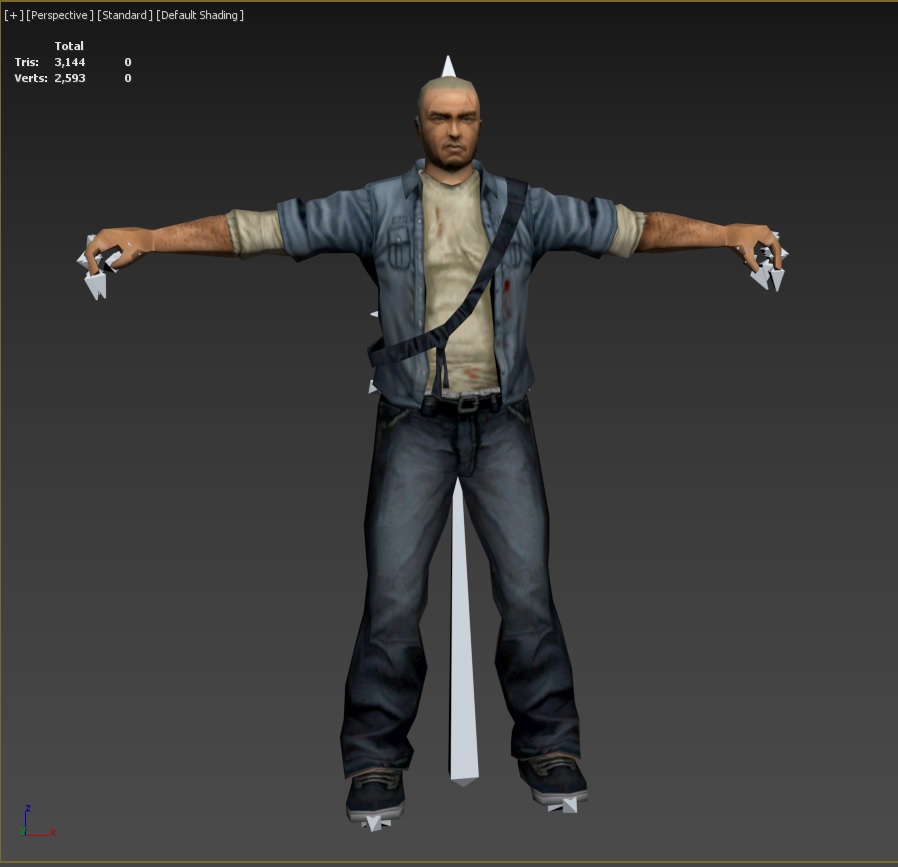 [+] [Perspective ] [Standard ] [Default Shading ]
Total
Tris: 3,144 0
Verts: 2,593 0
z
x